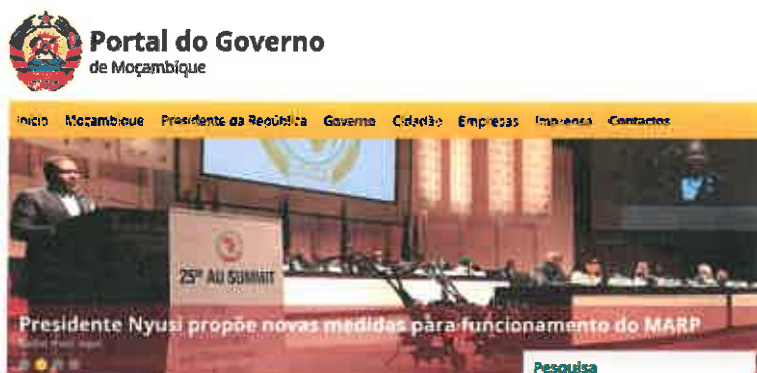 Portal do Governo
de Moçambique
Início Moçambique Presidente da República Governo Cidadão Empresas Imprensa Contactos
25th AU SUMMIT
Presidente Nyusi propõe novas medidas para funcionamento do MARP
Pesquisa